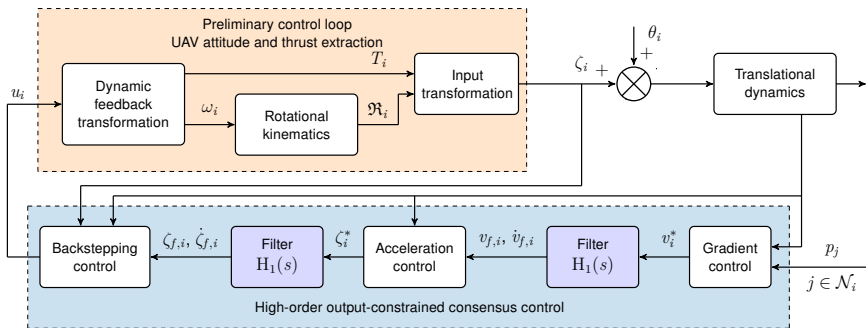 Preliminary control loop
UAV attitude and thrust extraction
θ_i
u_i
Dynamic
feedback
transformation
T_i
ω_i
Rotational
kinematics
ℜ_i
Input
transformation
ζ_i
+
+
Translational
dynamics
Backstepping
control
ζ_{f,i}, ζ̇_{f,i}
Filter
H_1(s)
ζ_i^*
Acceleration
control
v_{f,i}, v̇_{f,i}
Filter
H_1(s)
v_i^*
Gradient
control
p_j
j ∈ 𝒩_i
High-order output-constrained consensus control